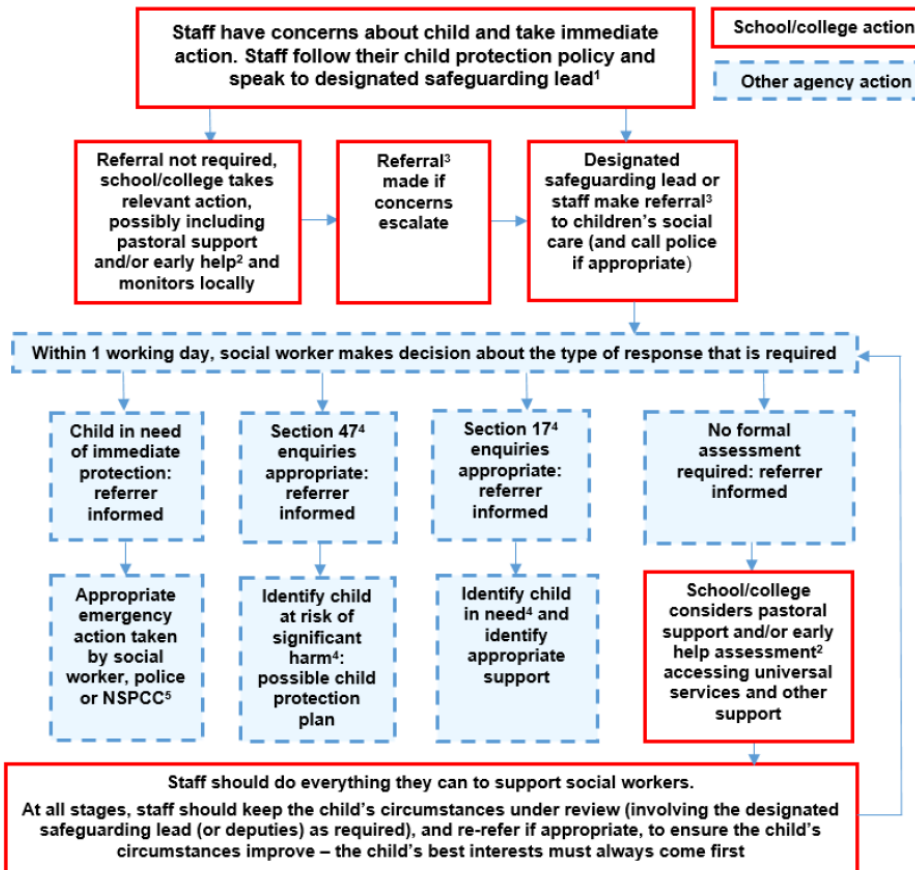 Staff have concerns about child and take immediate
action. Staff follow their child protection policy and
speak to designated safeguarding lead¹
School/college action
Other agency action
Referral not required,
school/college takes
relevant action,
possibly including
pastoral support
and/or early help² and
monitors locally
Referral³
made if
concerns
escalate
Designated
safeguarding lead or
staff make referral³
to children's social
care (and call police
if appropriate)
Within 1 working day, social worker makes decision about the type of response that is required
Child in need
of immediate
protection:
referrer
informed
Section 47⁴
enquiries
appropriate:
referrer
informed
Section 17⁴
enquiries
appropriate:
referrer
informed
No formal
assessment
required: referrer
informed
Appropriate
emergency
action taken
by social
worker, police
or NSPCC⁵
Identify child
at risk of
significant
harm⁴:
possible child
protection
plan
Identify child
in need⁴ and
identify
appropriate
support
School/college
considers pastoral
support and/or early
help assessment²
accessing universal
services and other
support
Staff should do everything they can to support social workers.
At all stages, staff should keep the child's circumstances under review (involving the designated
safeguarding lead (or deputies) as required), and re-refer if appropriate, to ensure the child's
circumstances improve – the child's best interests must always come first